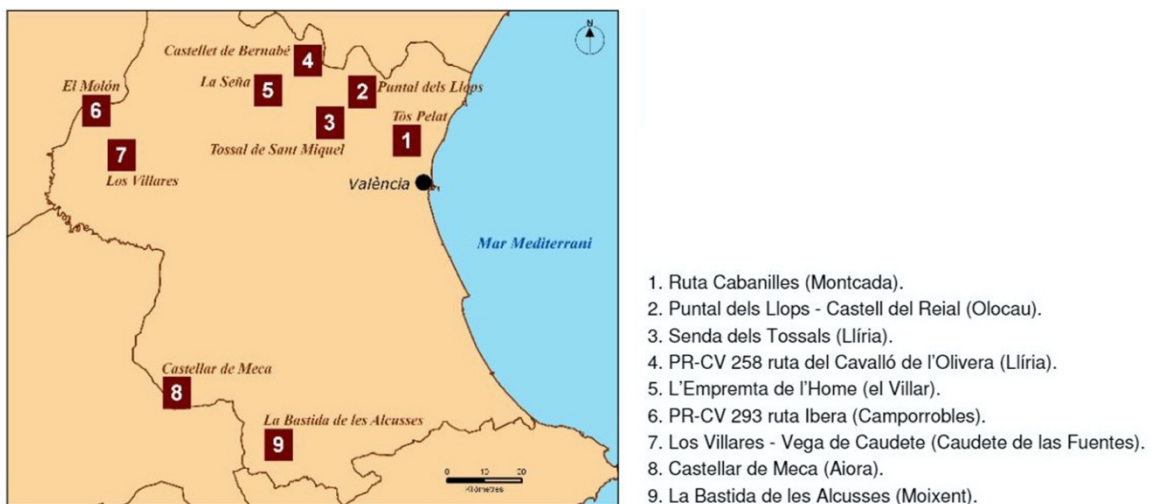 N
Castellet de Bernabé
4
La Seña
5
2
Puntal dels Llops
El Molón
6
Tòs Pelat
3
1
Tossal de Sant Miquel
7
Los Villares
València
Mar Mediterrani
1. Ruta Cabanilles (Montcada).
2. Puntal dels Llops - Castell del Reial (Olocau).
3. Senda dels Tossals (Llíria).
4. PR-CV 258 ruta del Cavalló de l'Olivera (Llíria).
5. L'Empremta de l'Home (el Villar).
6. PR-CV 293 ruta Ibera (Camporrobles).
7. Los Villares - Vega de Caudete (Caudete de las Fuentes).
8. Castellar de Meca (Aiora).
9. La Bastida de les Alcusses (Moixent).
Castellar de Meca
8
La Bastida de les Alcusses
9
0 10 20
Kilómetres